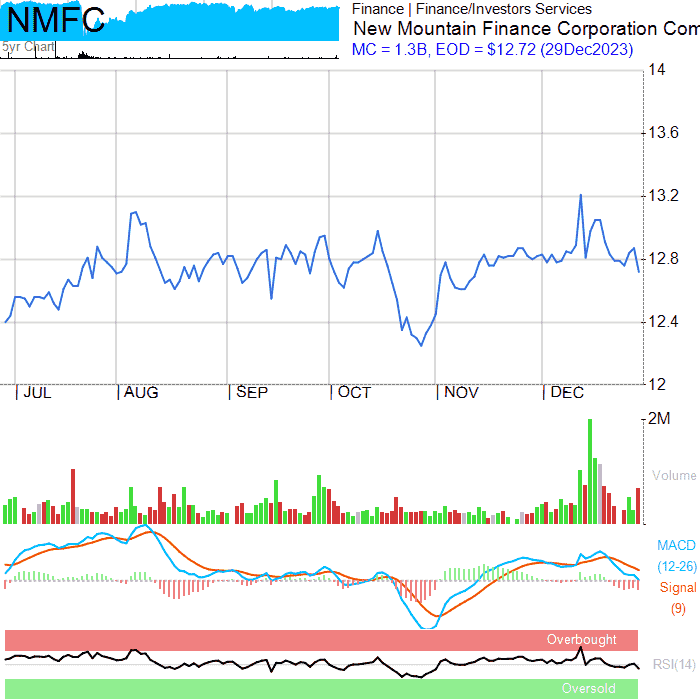 NMFC
5yr Chart
Finance | Finance/Investors Services
New Mountain Finance Corporation Com
MC = 1.3B, EOD = $12.72 (29Dec2023)
14
13.6
13.2
12.8
12.4
12
JUL AUG SEP OCT NOV DEC
2M
Volume
MACD
(12-26)
Signal
(9)
Overbought
RSI(14)
Oversold